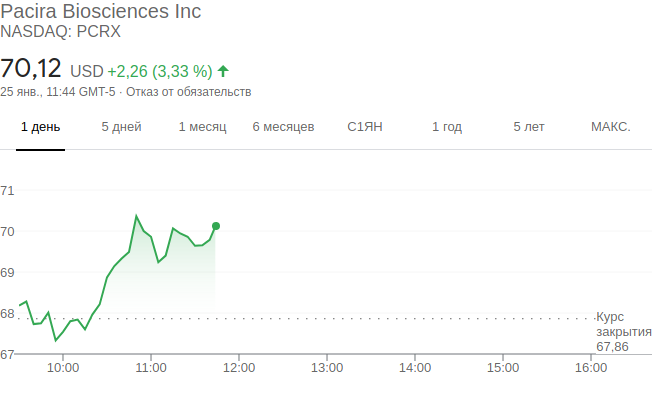 Pacira Biosciences Inc
NASDAQ: PCRX
70,12 USD +2,26 (3,33 %)
25 янв., 11:44 GMT-5 · Отказ от обязательств
1 день 5 дней 1 месяц 6 месяцев С1ЯН 1 год 5 лет МАКС.
71
70
69
68
Курс
закрытия
67,86
67
10:00 11:00 12:00 13:00 14:00 15:00 16:00